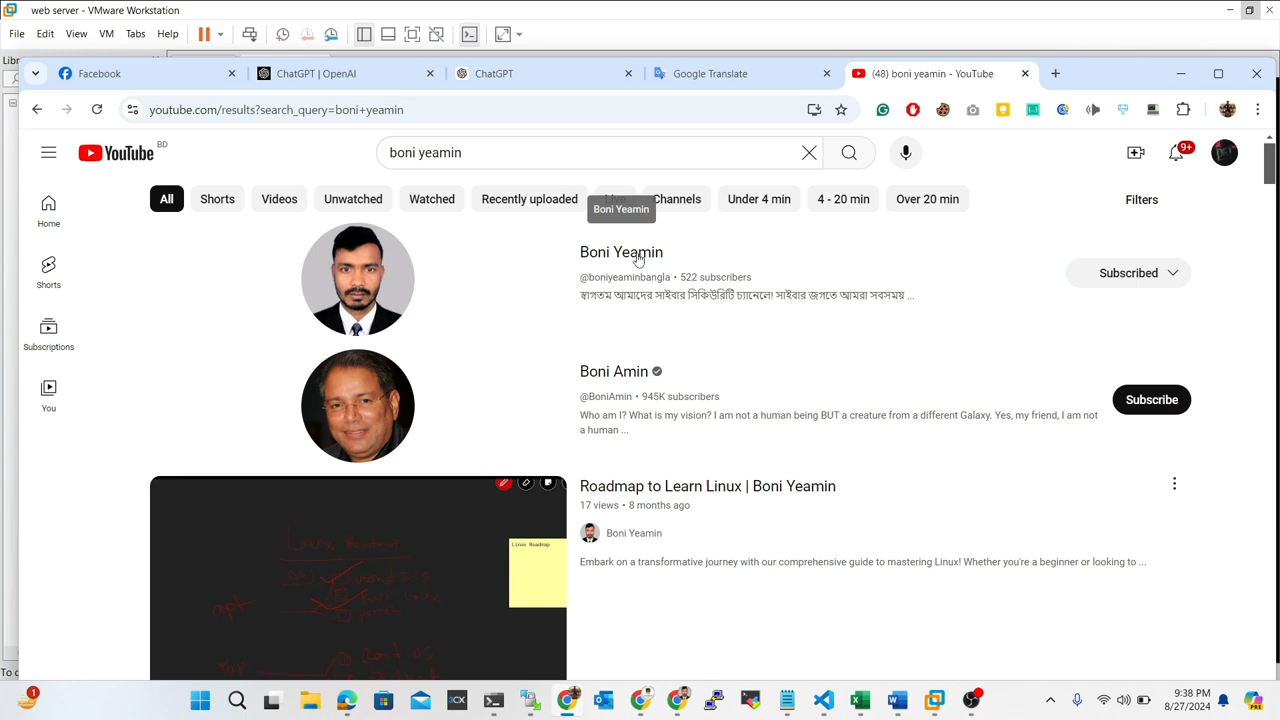 web server - VMware Workstation
File Edit View VM Tabs Help
Facebook
ChatGPT | OpenAI
ChatGPT
Google Translate
(48) boni yeamin - YouTube
youtube.com/results?search_query=boni+yeamin
YouTube BD
boni yeamin
9+
All Shorts Videos Unwatched Watched Recently uploaded Live Channels Under 4 min 4 - 20 min Over 20 min Filters
Boni Yeamin
Home
Shorts
Subscriptions
You
Boni Yeamin
@boniyeaminbangla • 522 subscribers
স্বাগতম আমাদের সাইবার সিকিউরিটি চ্যানেলে! সাইবার জগতে আমরা সবসময় ...
Subscribed
Boni Amin
@BoniAmin • 945K subscribers
Who am I? What is my vision? I am not a human being BUT a creature from a different Galaxy. Yes, my friend, I am not
a human ...
Subscribe
Linux Roadmap
apt
Roadmap to Learn Linux | Boni Yeamin
17 views • 8 months ago
Boni Yeamin
Embark on a transformative journey with our comprehensive guide to mastering Linux! Whether you're a beginner or looking to ...
1
3CX
9:38 PM
8/27/2024